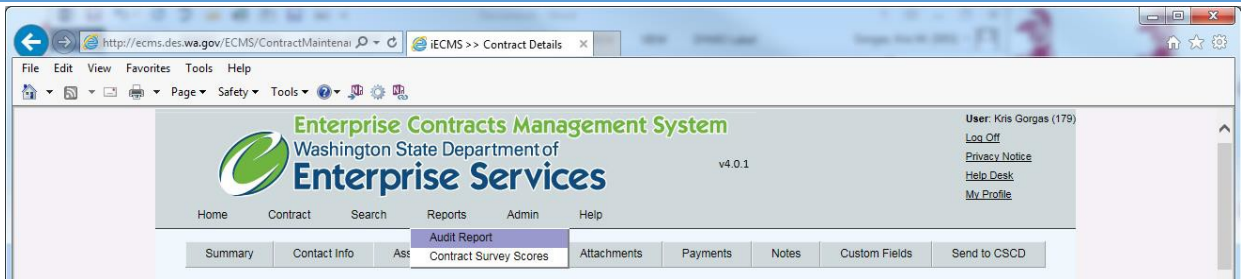 http://ecms.des.wa.gov/ECMS/ContractMaintenai
iECMS >> Contract Details
File Edit View Favorites Tools Help
Page Safety Tools
Enterprise Contracts Management System
Washington State Department of
Enterprise Services
v4.0.1
User: Kris Gorgas (179)
Log Off
Privacy Notice
Help Desk
My Profile
Home Contract Search Reports Admin Help
Audit Report
Contract Survey Scores
Summary Contact Info Ass Attachments Payments Notes Custom Fields Send to CSCD